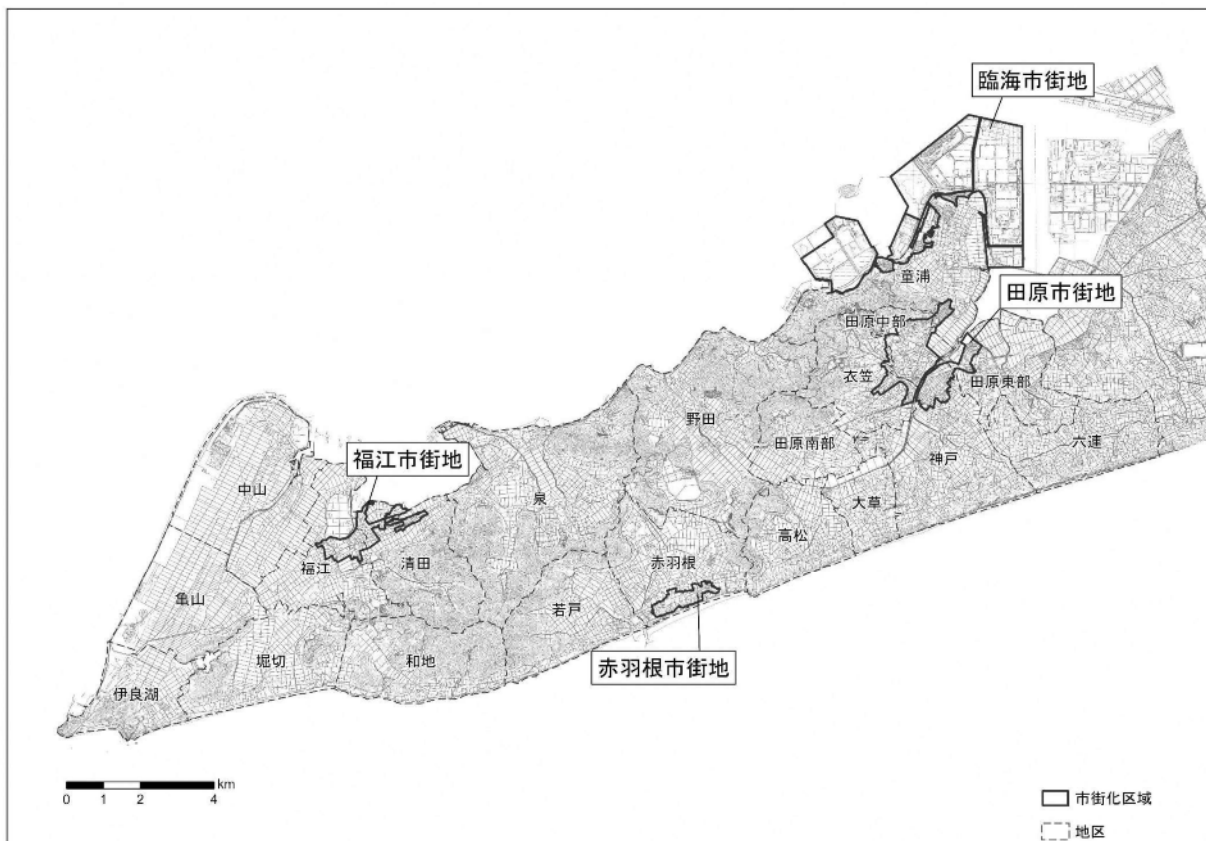 臨海市街地
童浦
田原市街地
田原中部
衣笠
田原東部
野田
田原南部
六連
神戸
福江市街地
中山
泉
大草
高松
福江
清田
赤羽根
亀山
若戸
堀切
和地
赤羽根市街地
伊良湖
km
0 1 2 4
市街化区域
地区